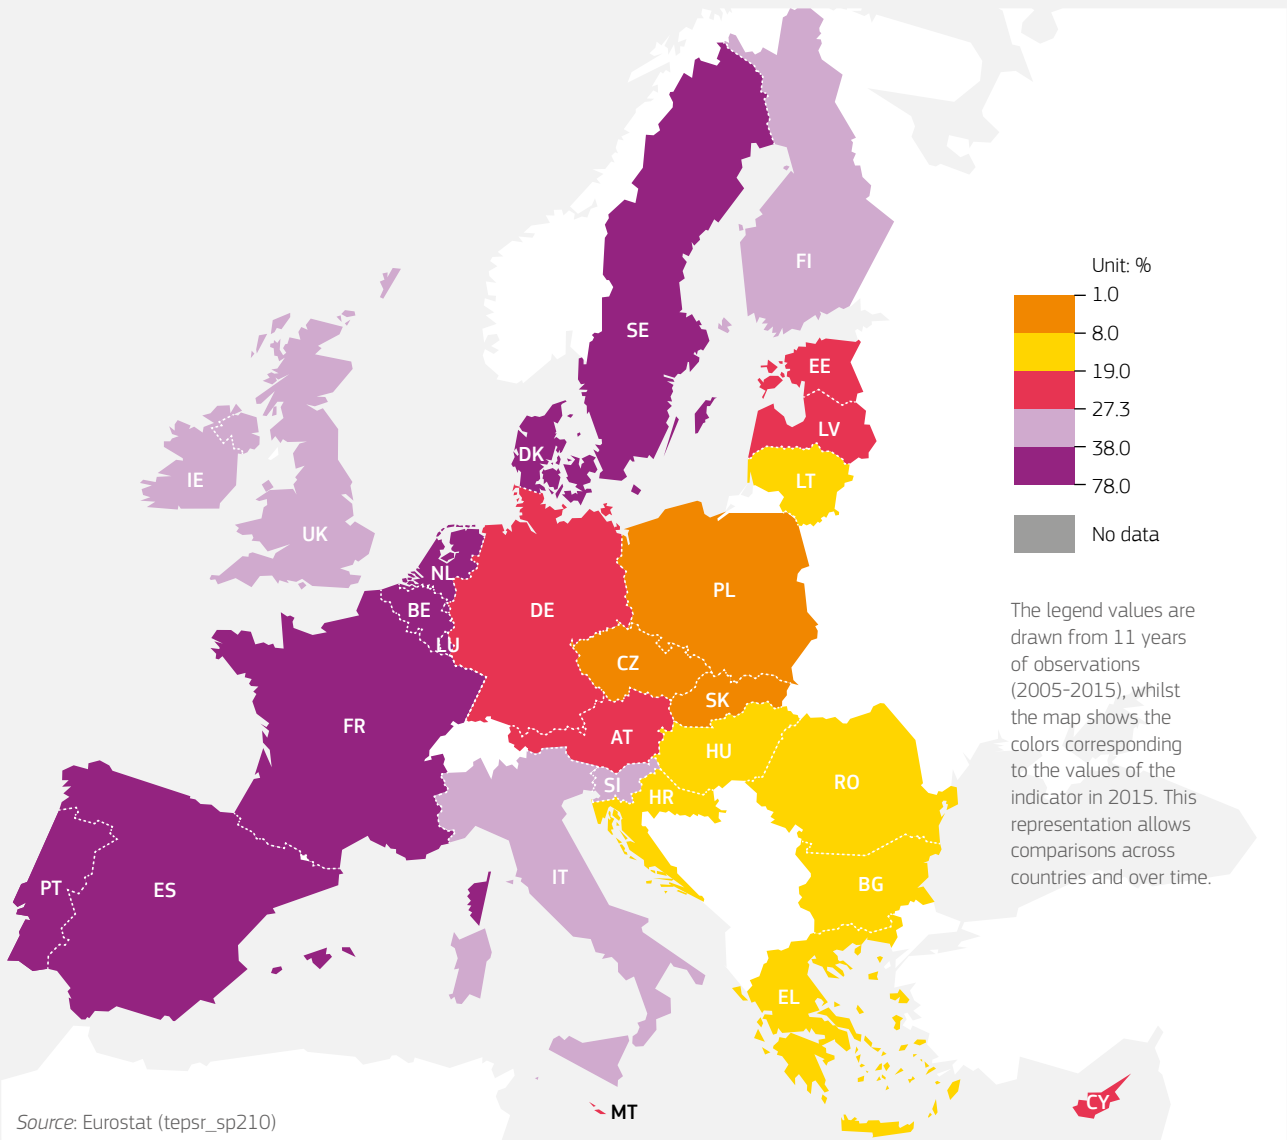 FI
SE
EE
LV
LT
DK
IE
UK
NL
BE
LU
DE
PL
CZ
SK
AT
HU
SI
HR
RO
FR
IT
BG
PT
ES
EL
CY
MT
Unit: %
1.0
8.0
19.0
27.3
38.0
78.0
No data
The legend values are
drawn from 11 years
of observations
(2005-2015), whilst
the map shows the
colors corresponding
to the values of the
indicator in 2015. This
representation allows
comparisons across
countries and over time.
Source: Eurostat (tepsr_sp210)